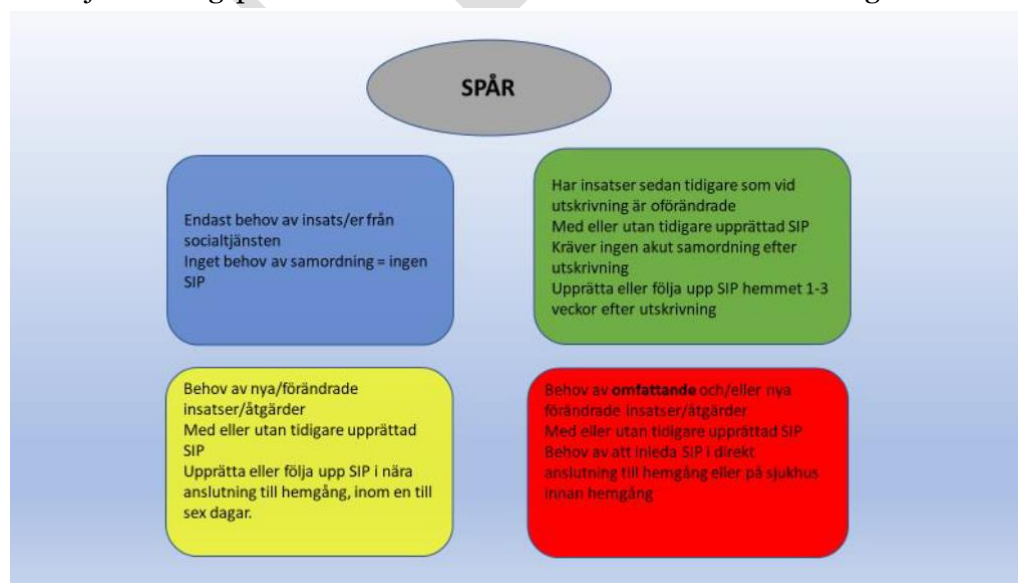 SPÅR
Endast behov av insats/er från
socialtjänsten
Inget behov av samordning = ingen
SIP
Har insatser sedan tidigare som vid
utskrivning är oförändrade
Med eller utan tidigare upprättad SIP
Kräver ingen akut samordning efter
utskrivning
Upprätta eller följa upp SIP hemmet 1-3
veckor efter utskrivning
Behov av nya/förändrade
insatser/åtgärder
Med eller utan tidigare upprättad
SIP
Upprätta eller följa upp SIP i nära
anslutning till hemgång, inom en till
sex dagar.
Behov av omfattande och/eller nya
förändrade insatser/åtgärder
Med eller utan tidigare upprättad SIP
Behov av att inleda SIP i direkt
anslutning till hemgång eller på sjukhus
innan hemgång